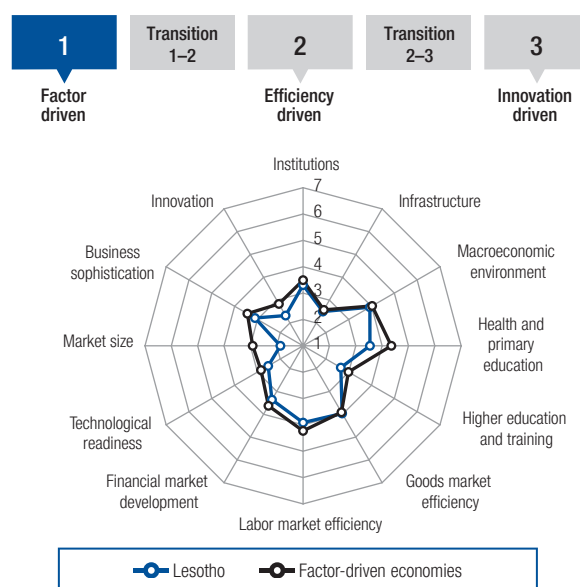 1
Transition
1–2
2
Transition
2–3
3
Factor
driven
Efficiency
driven
Innovation
driven
Institutions
Infrastructure
Macroeconomic
environment
Health and
primary
education
Higher education
and training
Goods market
efficiency
Labor market efficiency
Financial market
development
Technological
readiness
Market size
Business
sophistication
Innovation
7
6
5
4
3
2
1
Lesotho
Factor-driven economies